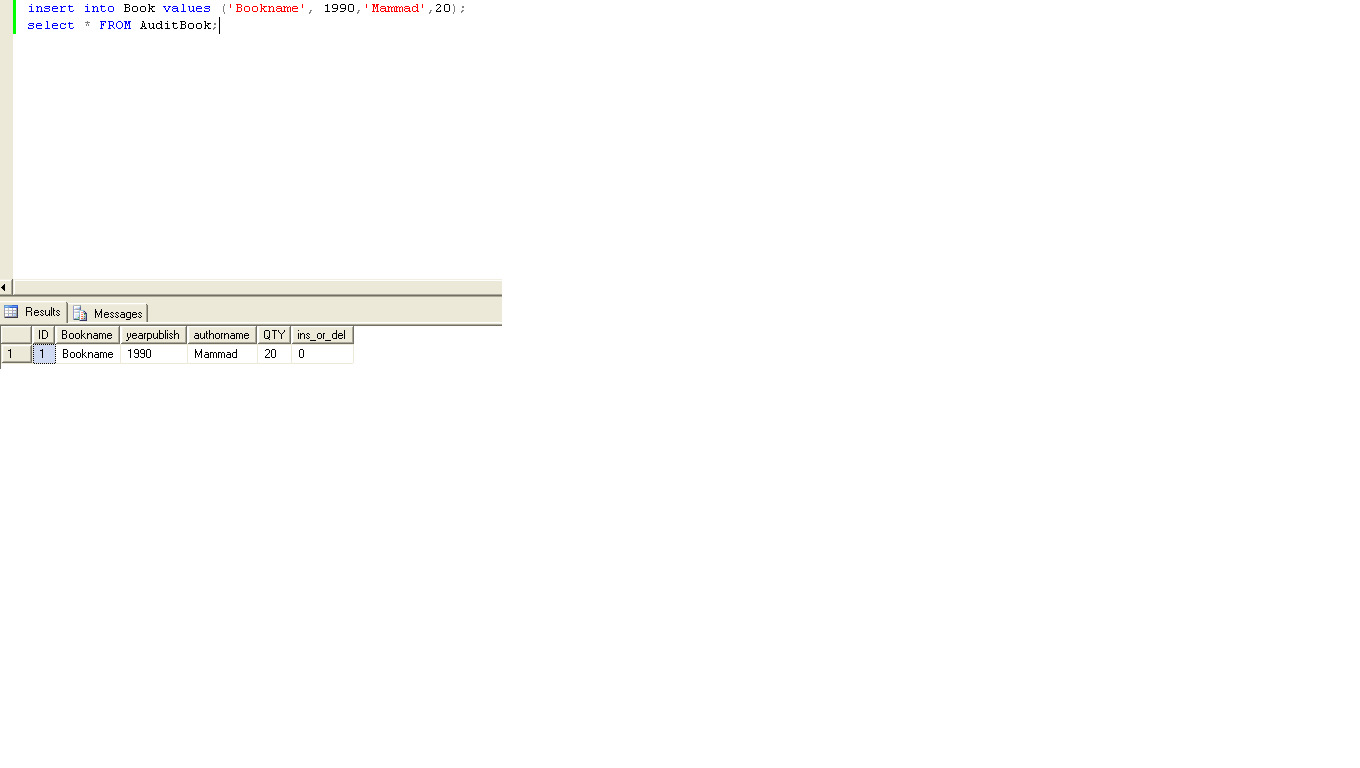 insert into Book values ('Bookname', 1990,'Mammad',20);
select * FROM AuditBook;
Results Messages
ID Bookname yearpublish authorname QTY ins_or_del
1 1 Bookname 1990 Mammad 20 0